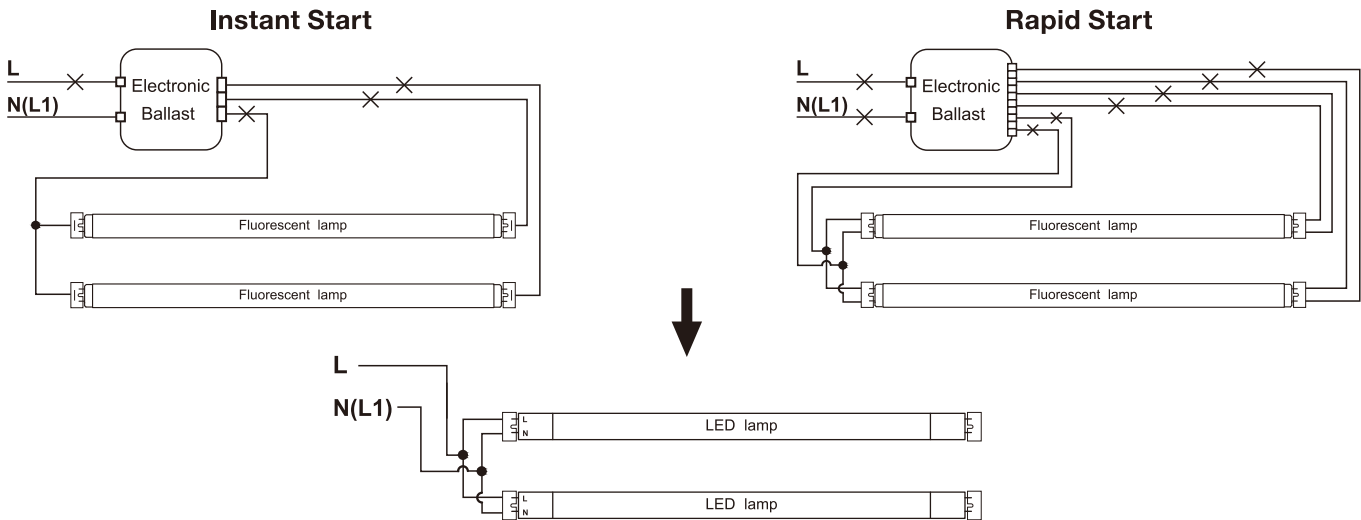 Instant Start
L
N(L1)
Electronic
Ballast
Fluorescent lamp
Fluorescent lamp
Rapid Start
L
N(L1)
Electronic
Ballast
Fluorescent lamp
Fluorescent lamp
L
N(L1)
L
N
LED lamp
L
N
LED lamp